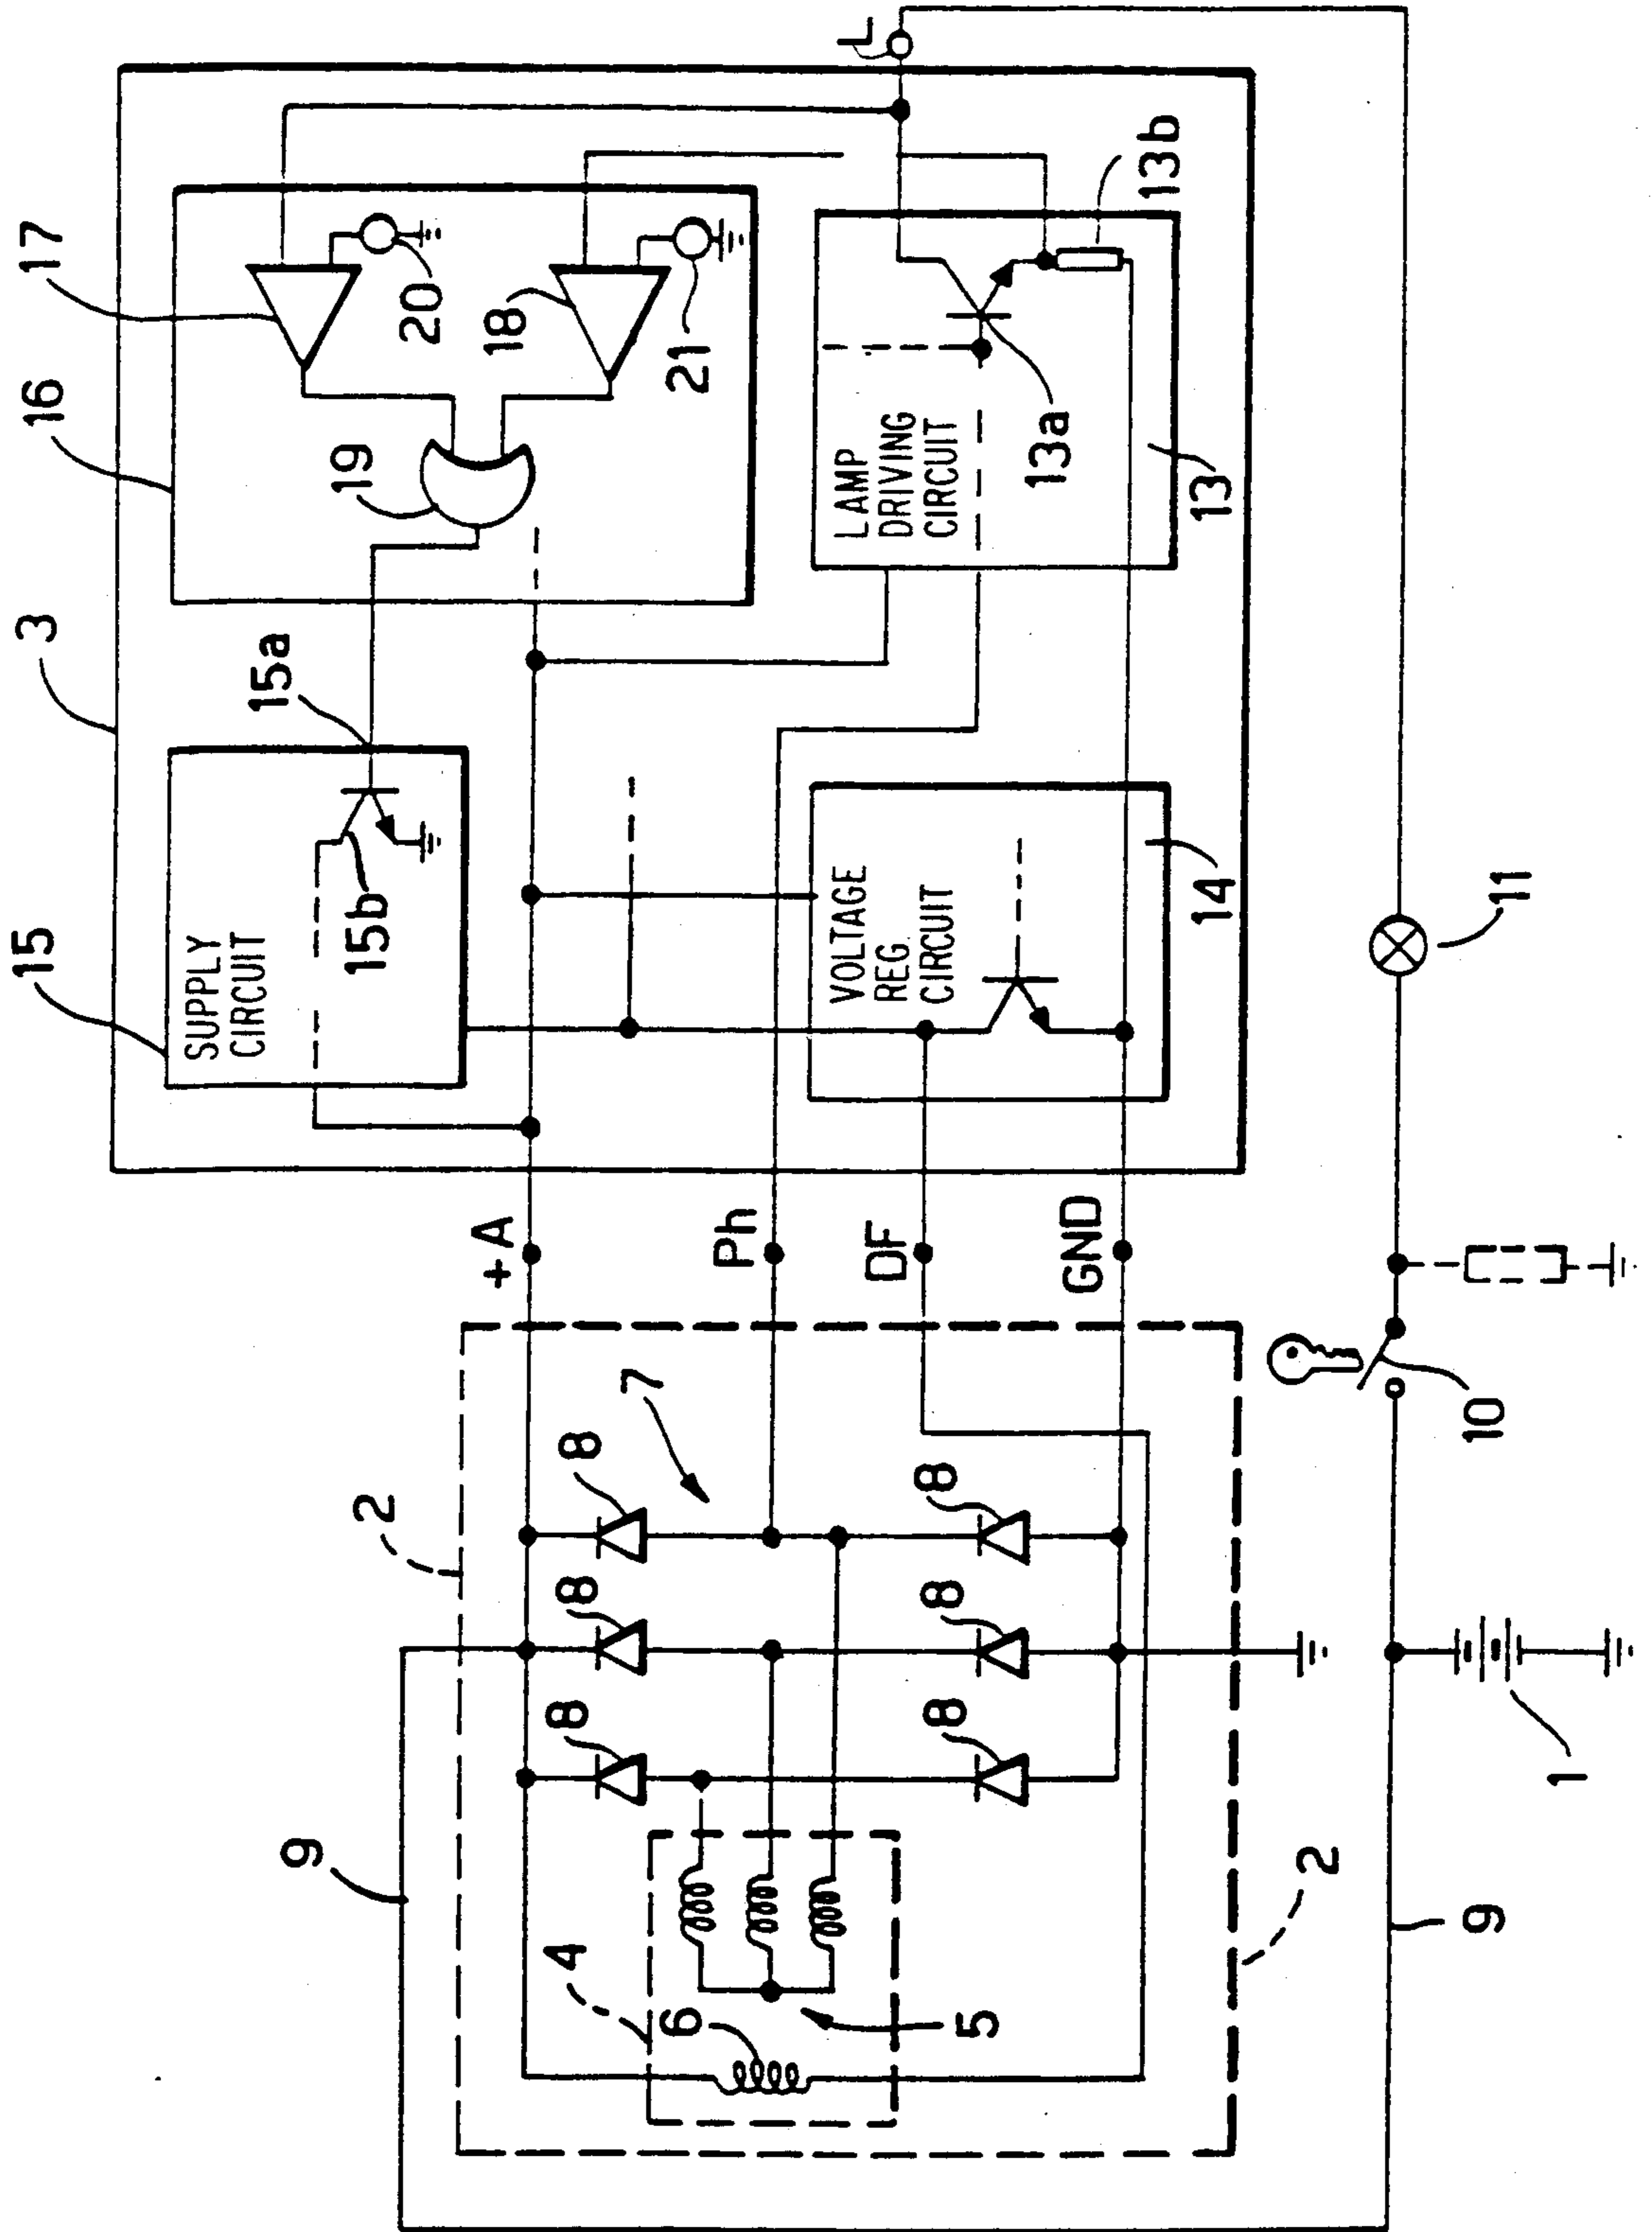 3
15
SUPPLY
CIRCUIT
15b
15a
16
17
20
19
18
21
L
+A
Ph
DF
GND
VOLTAGE
REG.
CIRCUIT
14
LAMP
DRIVING
CIRCUIT
13a
13
13b
9
2
7
8
8
8
8
8
8
4
6
5
2
9
1
10
11